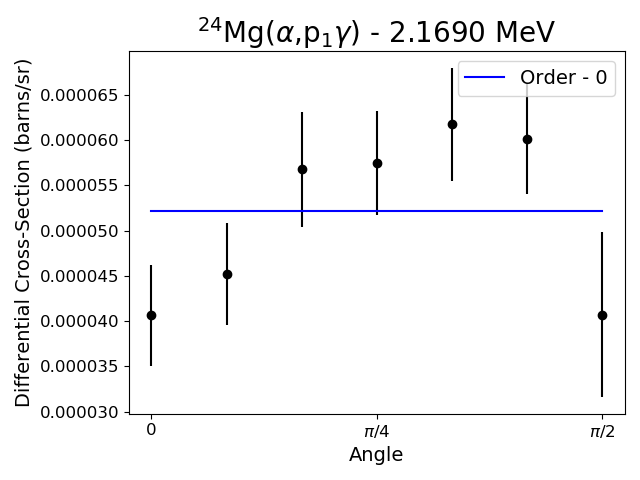 ²⁴Mg(α,p₁γ) - 2.1690 MeV
Order - 0
Differential Cross-Section (barns/sr)
0.000065
0.000060
0.000055
0.000050
0.000045
0.000040
0.000035
0.000030
0 π/4 π/2
Angle